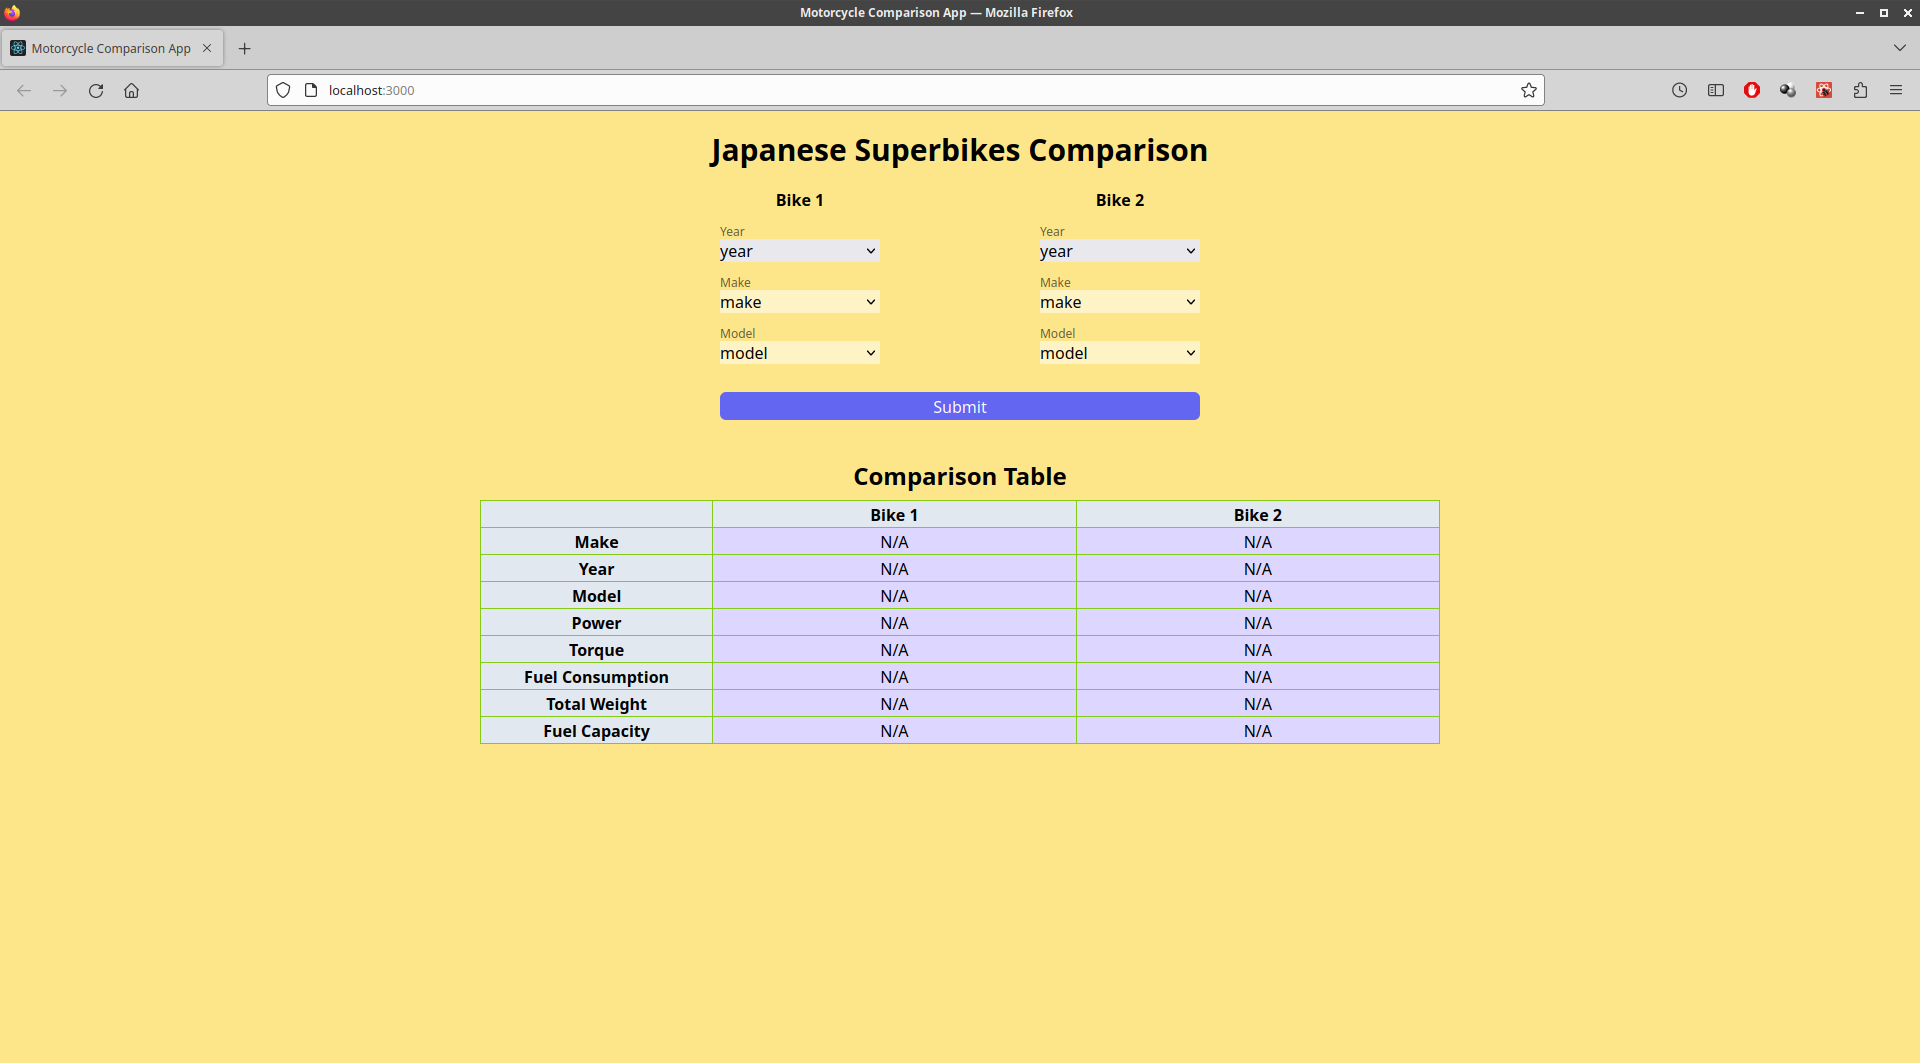 Motorcycle Comparison App — Mozilla Firefox
Motorcycle Comparison App
localhost:3000
Japanese Superbikes Comparison
Bike 1 Bike 2
Year Year
year year
Make Make
make make
Model Model
model model
Submit
Comparison Table
Bike 1 Bike 2
Make N/A N/A
Year N/A N/A
Model N/A N/A
Power N/A N/A
Torque N/A N/A
Fuel Consumption N/A N/A
Total Weight N/A N/A
Fuel Capacity N/A N/A